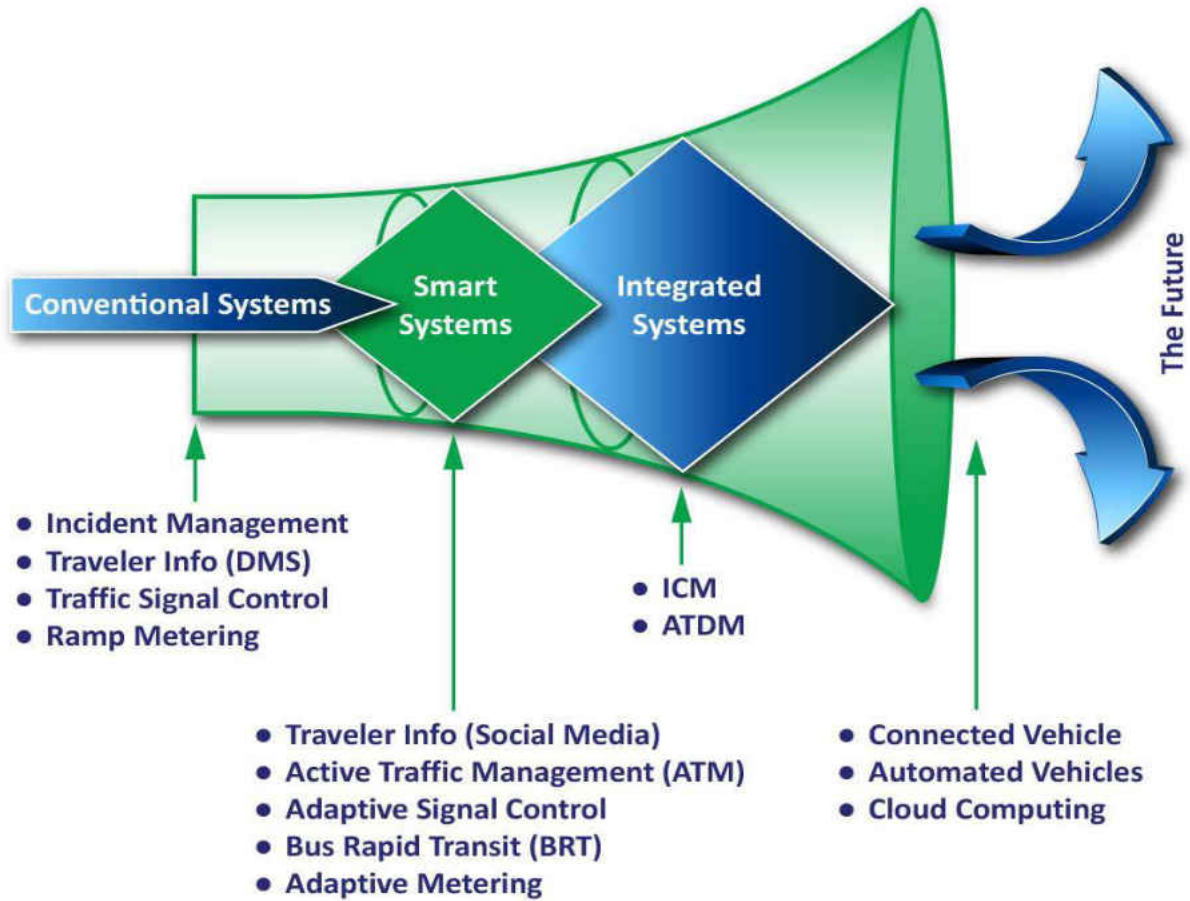 Conventional Systems
Smart
Systems
Integrated
Systems
The Future
● Incident Management
● Traveler Info (DMS)
● Traffic Signal Control
● Ramp Metering
● Traveler Info (Social Media)
● Active Traffic Management (ATM)
● Adaptive Signal Control
● Bus Rapid Transit (BRT)
● Adaptive Metering
● ICM
● ATDM
● Connected Vehicle
● Automated Vehicles
● Cloud Computing